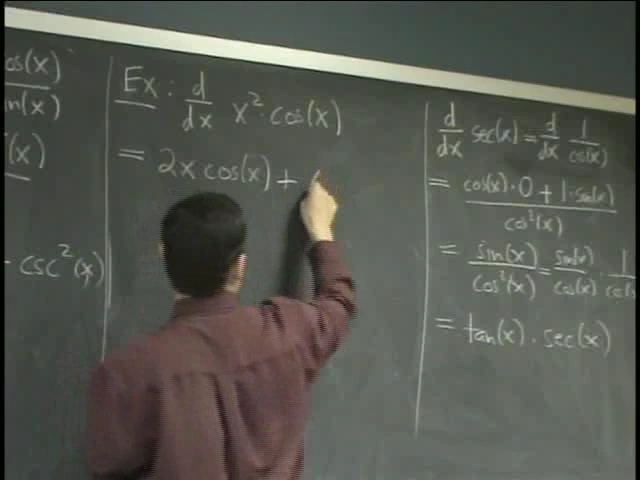 os(x)
in(x)
(x)
csc²(x)
Ex: d/dx x²·cos(x)
= 2x cos(x) +
d/dx sec(x) = d/dx 1/cos(x)
= cos(x)·0 + 1·sin(x) / cos²(x)
= sin(x)/cos²(x) = sin(x)/cos(x) · 1/cos(
= tan(x) · sec(x)